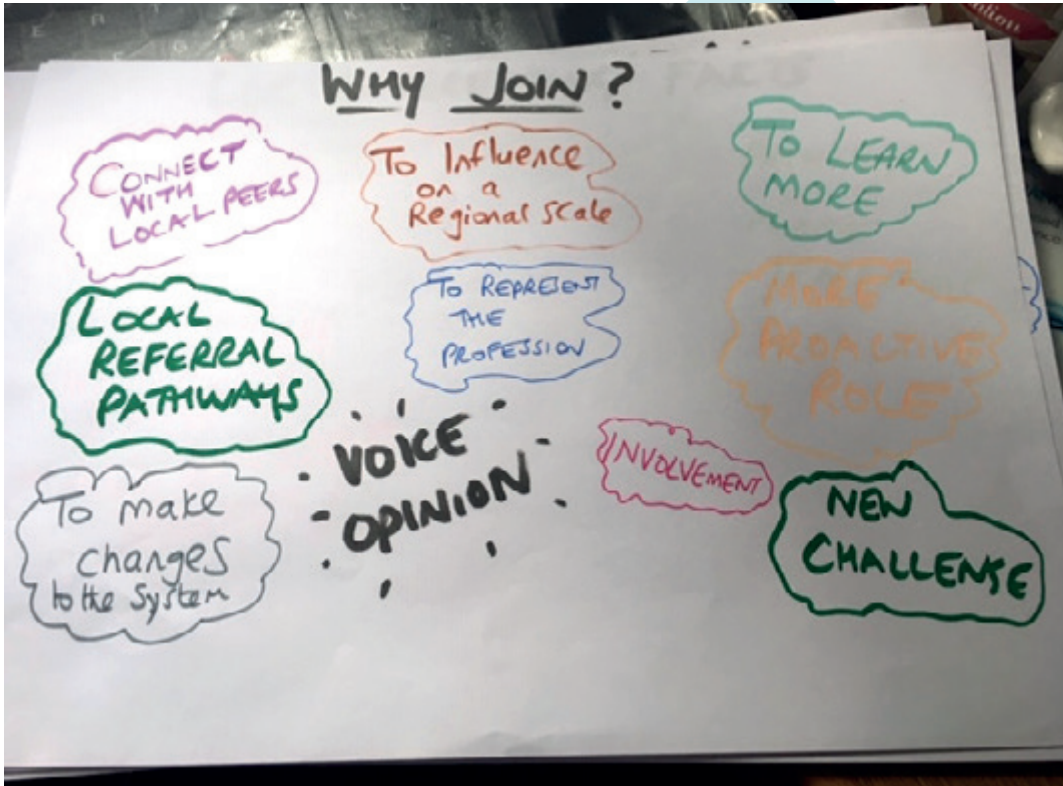 WHY JOIN?
CONNECT
WITH
LOCAL PEERS
To Influence
on a
Regional Scale
To LEARN
MORE
LOCAL
REFERRAL
PATHWAYS
To REPRESENT
THE
PROFESSION
MORE
PROACTIVE
ROLE
VOICE
OPINION
INVOLVEMENT
To make
changes
to the System
NEW
CHALLENGE